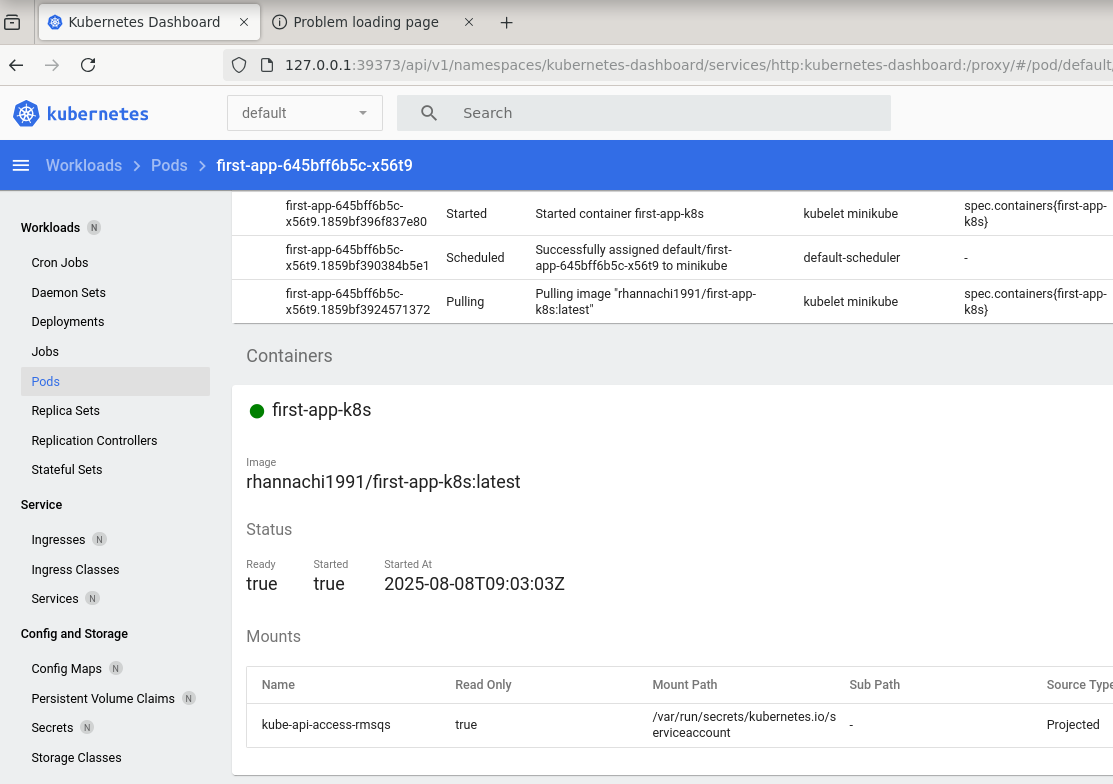 Kubernetes Dashboard
Problem loading page
127.0.0.1:39373/api/v1/namespaces/kubernetes-dashboard/services/http:kubernetes-dashboard:/proxy/#/pod/default/
kubernetes
default
Search
Workloads
Pods
first-app-645bff6b5c-x56t9
Workloads N
Cron Jobs
Daemon Sets
Deployments
Jobs
Pods
Replica Sets
Replication Controllers
Stateful Sets
Service
Ingresses N
Ingress Classes
Services N
Config and Storage
Config Maps N
Persistent Volume Claims N
Secrets N
Storage Classes
first-app-645bff6b5c-
x56t9.1859bf396f837e80
Started
Started container first-app-k8s
kubelet minikube
spec.containers{first-app-
k8s}
first-app-645bff6b5c-
x56t9.1859bf390384b5e1
Scheduled
Successfully assigned default/first-
app-645bff6b5c-x56t9 to minikube
default-scheduler
-
first-app-645bff6b5c-
x56t9.1859bf3924571372
Pulling
Pulling image "rhannachi1991/first-app-
k8s:latest"
kubelet minikube
spec.containers{first-app-
k8s}
Containers
first-app-k8s
Image
rhannachi1991/first-app-k8s:latest
Status
Ready Started Started At
true true 2025-08-08T09:03:03Z
Mounts
Name Read Only Mount Path Sub Path Source Type
kube-api-access-rmsqs
true
/var/run/secrets/kubernetes.io/s
erviceaccount
-
Projected